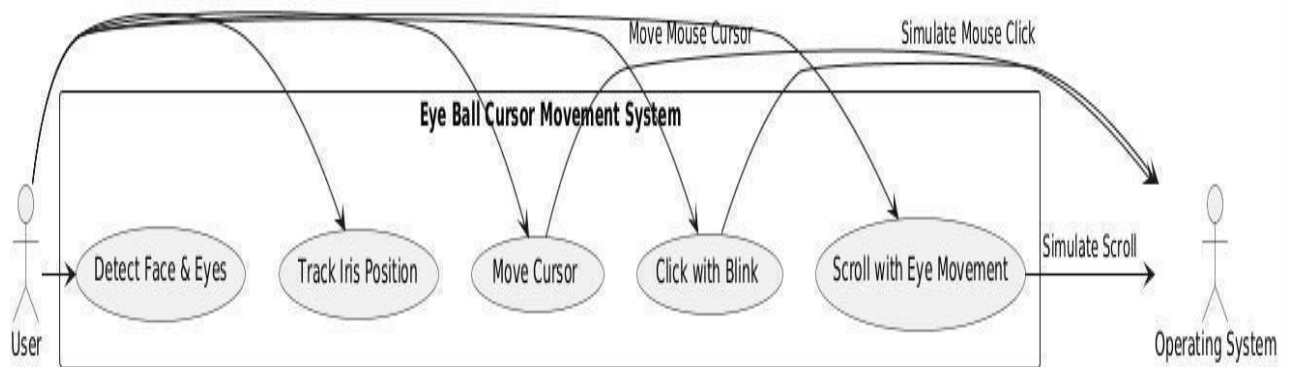 Move Mouse Cursor
Simulate Mouse Click
Eye Ball Cursor Movement System
Detect Face & Eyes
Track Iris Position
Move Cursor
Click with Blink
Scroll with Eye Movement
Simulate Scroll
User
Operating System